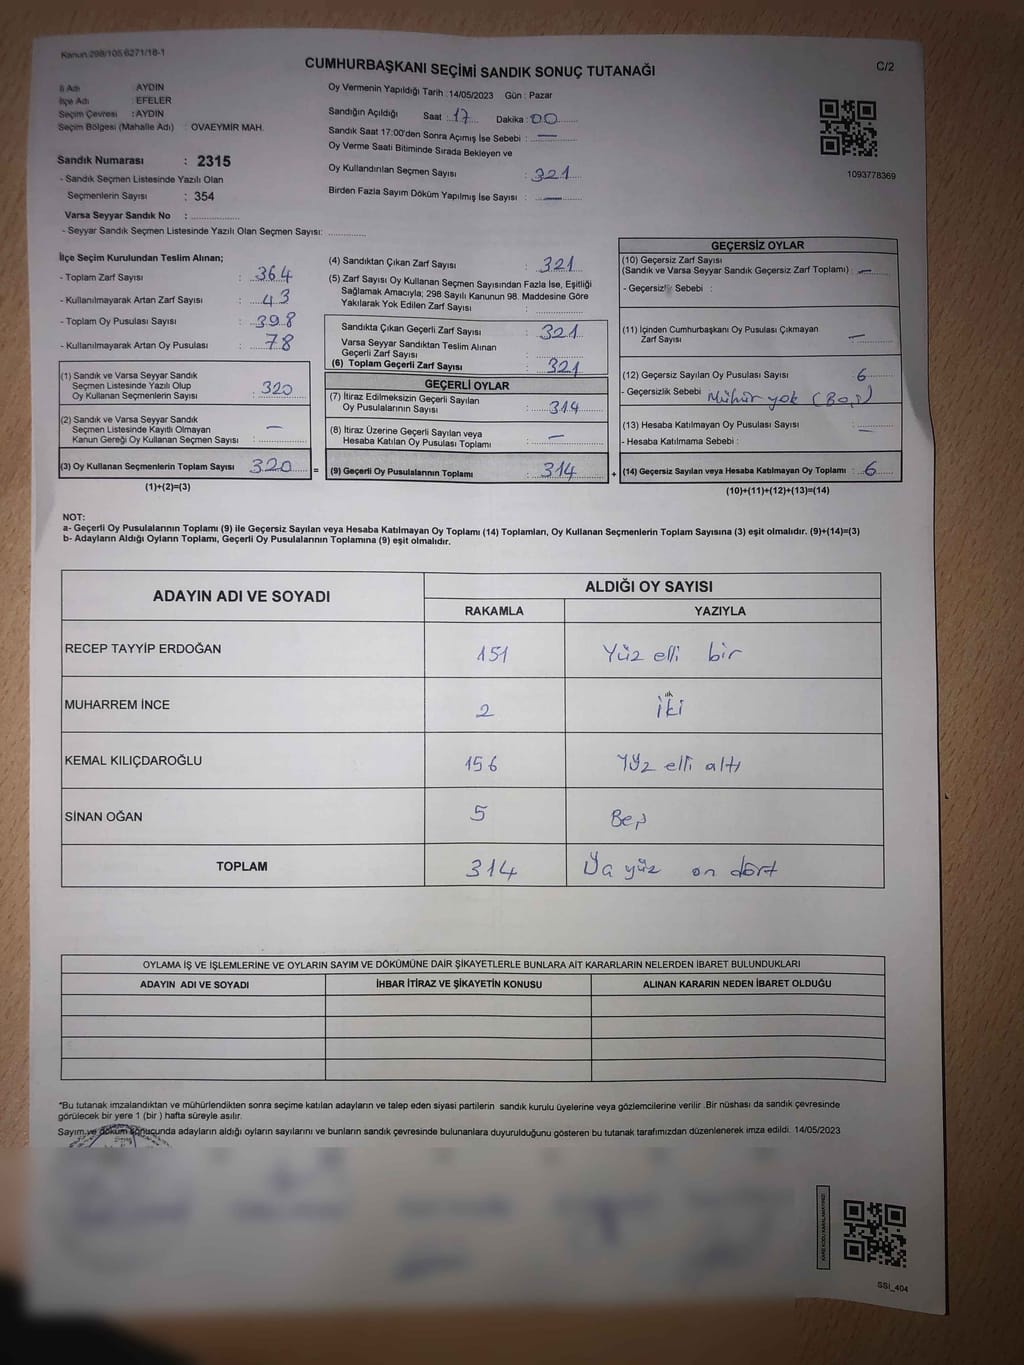 Kanun:298/105,6271/18-1
CUMHURBAŞKANI SEÇİMİ SANDIK SONUÇ TUTANAĞI
C/2
İl Adı : AYDIN
İlçe Adı : EFELER
Seçim Çevresi : AYDIN
Seçim Bölgesi (Mahalle Adı) : OVAEYMİR MAH.
Oy Vermenin Yapıldığı Tarih : 14/05/2023 Gün : Pazar
Sandığın Açıldığı Saat : 17 Dakika : 00
Sandık Saat 17:00'den Sonra Açımış İse Sebebi : —
Oy Verme Saati Bitiminde Sırada Bekleyen ve
Oy Kullandırılan Seçmen Sayısı : 321
Birden Fazla Sayım Döküm Yapılmış İse Sayısı : —
1093778369
Sandık Numarası : 2315
- Sandık Seçmen Listesinde Yazılı Olan
Seçmenlerin Sayısı : 354
Varsa Seyyar Sandık No :
- Seyyar Sandık Seçmen Listesinde Yazılı Olan Seçmen Sayısı:
İlçe Seçim Kurulundan Teslim Alınan;
- Toplam Zarf Sayısı : 364
- Kullanılmayarak Artan Zarf Sayısı : 43
- Toplam Oy Pusulası Sayısı : 398
- Kullanılmayarak Artan Oy Pusulası : 78
(1) Sandık ve Varsa Seyyar Sandık
Seçmen Listesinde Yazılı Olup
Oy Kullanan Seçmenlerin Sayısı : 320
(2) Sandık ve Varsa Seyyar Sandık
Seçmen Listesinde Kayıtlı Olmayan
Kanun Gereği Oy Kullanan Seçmen Sayısı : —
(3) Oy Kullanan Seçmenlerin Toplam Sayısı 320 =
(1)+(2)=(3)
(4) Sandıktan Çıkan Zarf Sayısı : 321
(5) Zarf Sayısı Oy Kullanan Seçmen Sayısından Fazla İse, Eşitliği
Sağlamak Amacıyla; 298 Sayılı Kanunun 98. Maddesine Göre
Yakılarak Yok Edilen Zarf Sayısı :
Sandıkta Çıkan Geçerli Zarf Sayısı : 321
Varsa Seyyar Sandıktan Teslim Alınan
Geçerli Zarf Sayısı :
(6) Toplam Geçerli Zarf Sayısı : 321
GEÇERLİ OYLAR
(7) İtiraz Edilmeksizin Geçerli Sayılan
Oy Pusulalarının Sayısı : 314
(8) İtiraz Üzerine Geçerli Sayılan veya
Hesaba Katılan Oy Pusulası Toplamı : —
(9) Geçerli Oy Pusulalarının Toplamı : 314 +
GEÇERSİZ OYLAR
(10) Geçersiz Zarf Sayısı
(Sandık ve Varsa Seyyar Sandık Geçersiz Zarf Toplamı) : —
- Geçersizlik Sebebi :
(11) İçinden Cumhurbaşkanı Oy Pusulası Çıkmayan
Zarf Sayısı : —
(12) Geçersiz Sayılan Oy Pusulası Sayısı : 6
- Geçersizlik Sebebi : Mühür yok (Boş)
(13) Hesaba Katılmayan Oy Pusulası Sayısı : —
- Hesaba Katılmama Sebebi :
(14) Geçersiz Sayılan veya Hesaba Katılmayan Oy Toplamı : 6
(10)+(11)+(12)+(13)=(14)
NOT:
a- Geçerli Oy Pusulalarının Toplamı (9) ile Geçersiz Sayılan veya Hesaba Katılmayan Oy Toplamı (14) Toplamları, Oy Kullanan Seçmenlerin Toplam Sayısına (3) eşit olmalıdır. (9)+(14)=(3)
b- Adayların Aldığı Oyların Toplamı, Geçerli Oy Pusulalarının Toplamına (9) eşit olmalıdır.
ADAYIN ADI VE SOYADI
ALDIĞI OY SAYISI
RAKAMLA YAZIYLA
RECEP TAYYİP ERDOĞAN 151 Yüz elli bir
MUHARREM İNCE 2 iki
KEMAL KILIÇDAROĞLU 156 Yüz elli altı
SİNAN OĞAN 5 Beş
TOPLAM 314 Üç yüz on dört
OYLAMA İŞ VE İŞLEMLERİNE VE OYLARIN SAYIM VE DÖKÜMÜNE DAİR ŞİKAYETLERLE BUNLARA AİT KARARLARIN NELERDEN İBARET BULUNDUKLARI
ADAYIN ADI VE SOYADI İHBAR İTİRAZ VE ŞİKAYETİN KONUSU ALINAN KARARIN NEDEN İBARET OLDUĞU
*Bu tutanak imzalandıktan ve mühürlendikten sonra seçime katılan adayların ve talep eden siyasi partilerin sandık kurulu üyelerine veya gözlemcilerine verilir .Bir nüshası da sandık çevresinde
görülecek bir yere 1 (bir ) hafta süreyle asılır.
Sayım ve döküm sonucunda adayların aldığı oyların sayılarını ve bunların sandık çevresinde bulunanlara duyurulduğunu gösteren bu tutanak tarafımızdan düzenlenerek imza edildi. 14/05/2023
KARE KODU KARALAMAYINIZ!
SSİ_404